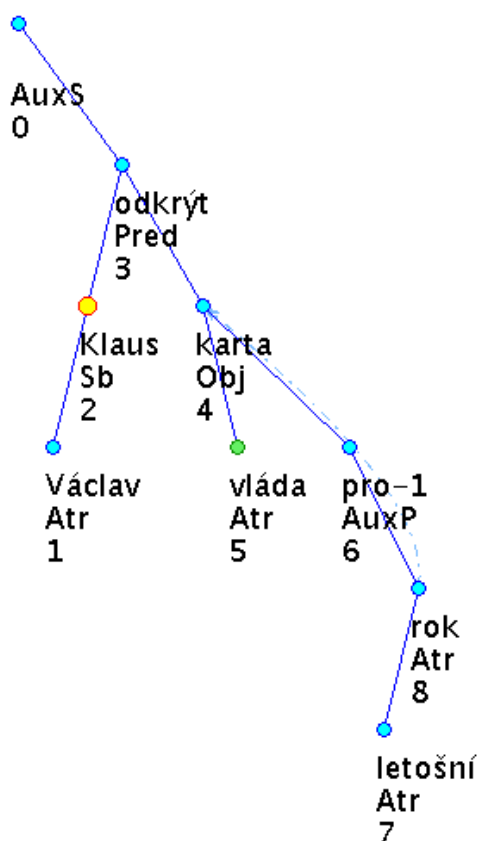 AuxS
0
odkrýt
Pred
3
Klaus
Sb
2
karta
Obj
4
Václav
Atr
1
vláda
Atr
5
pro-1
AuxP
6
rok
Atr
8
letošní
Atr
7